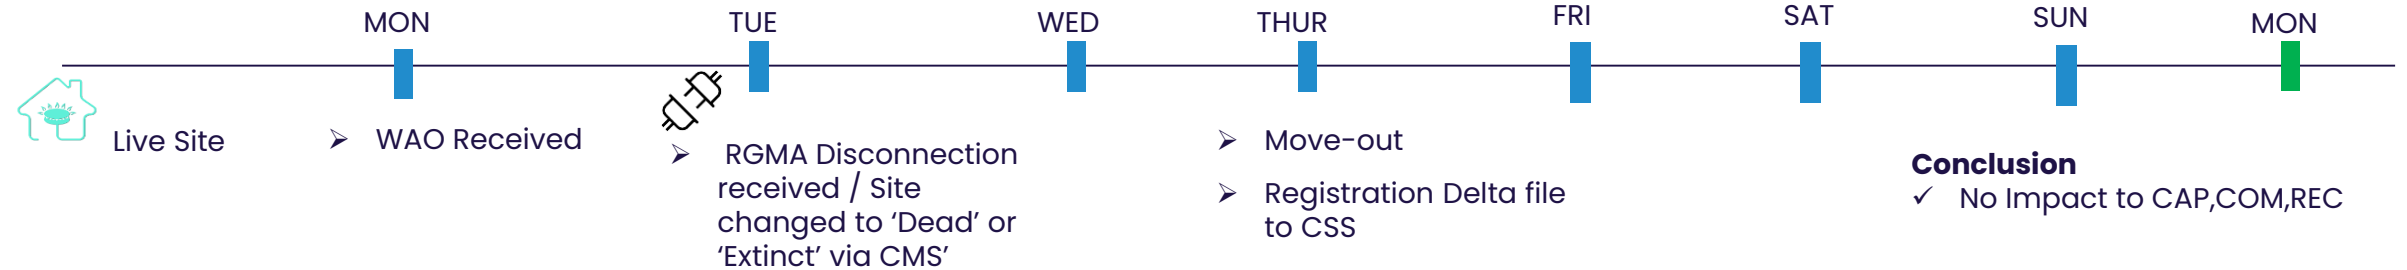 MON
TUE
WED
THUR
FRI
SAT
SUN
MON
Live Site
➢ WAO Received
➢ RGMA Disconnection
received / Site
changed to ‘Dead’ or
‘Extinct’ via CMS’
➢ Move-out
➢ Registration Delta file
to CSS
Conclusion
✓ No Impact to CAP,COM,REC